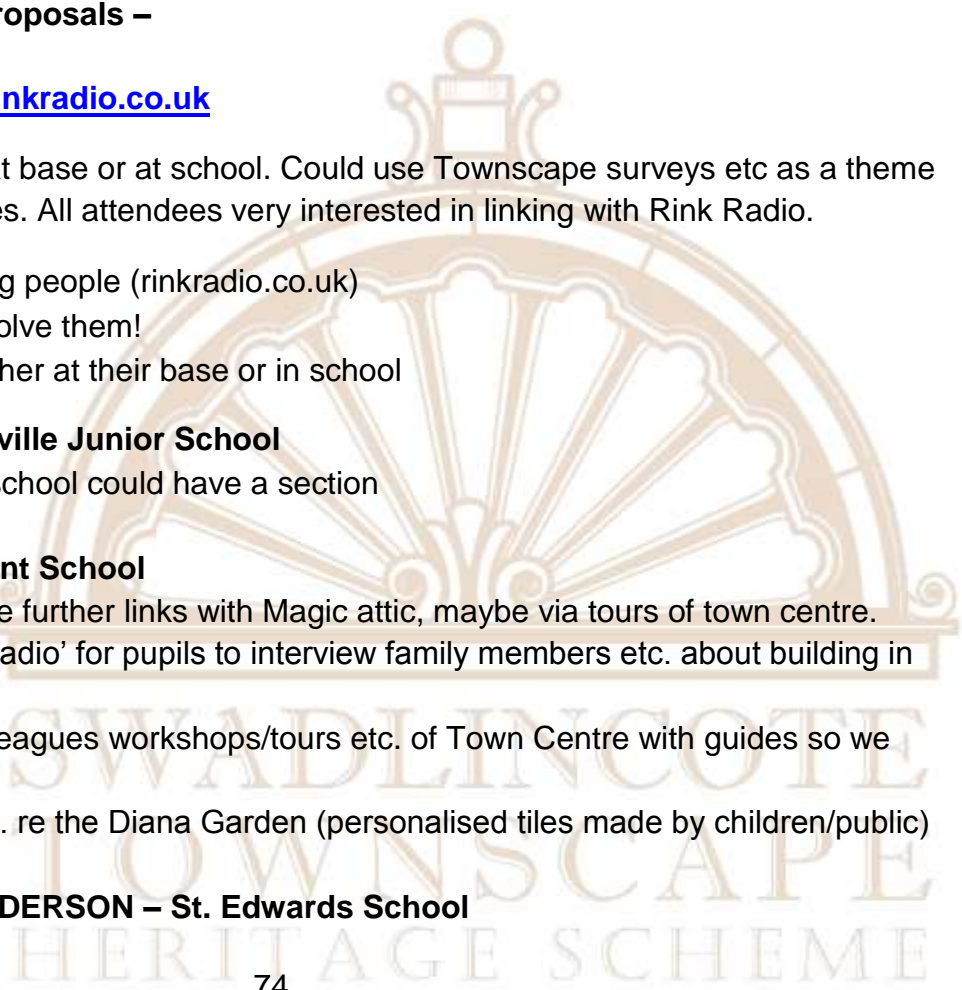 roposals –
nkradio.co.uk
t base or at school. Could use Townscape surveys etc as a theme
es. All attendees very interested in linking with Rink Radio.
g people (rinkradio.co.uk)
olve them!
her at their base or in school
ville Junior School
school could have a section
nt School
e further links with Magic attic, maybe via tours of town centre.
adio’ for pupils to interview family members etc. about building in
eagues workshops/tours etc. of Town Centre with guides so we
. re the Diana Garden (personalised tiles made by children/public)
DERSON – St. Edwards School
74
SWADLINCOTE
TOWNSCAPE
HERITAGE SCHEME